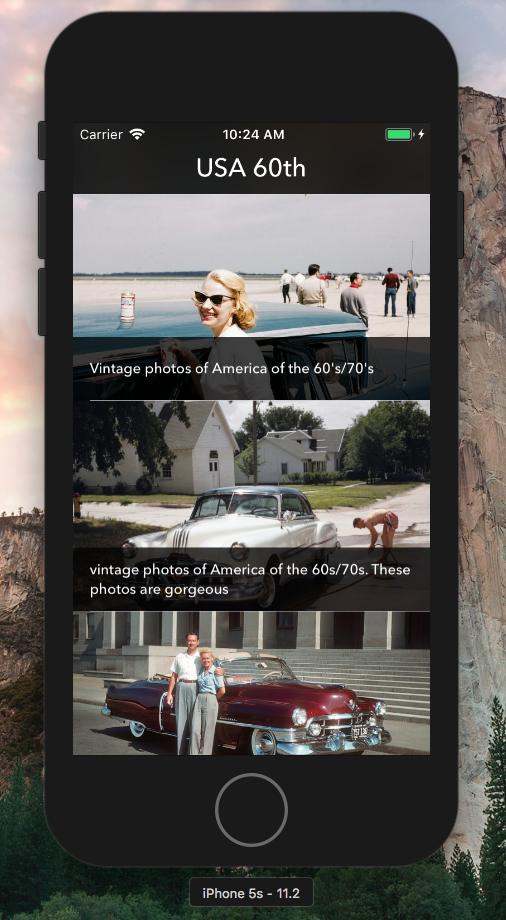 Carrier 10:24 AM
USA 60th
Vintage photos of America of the 60's/70's
vintage photos of America of the 60s/70s. These
photos are gorgeous
iPhone 5s - 11.2